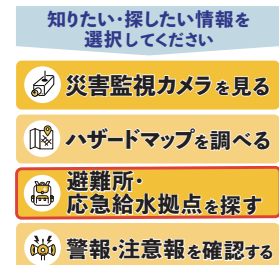 知りたい・探したい情報を
選択してください
災害監視カメラを見る
ハザードマップを調べる
避難所・
応急給水拠点を探す
警報・注意報を確認する